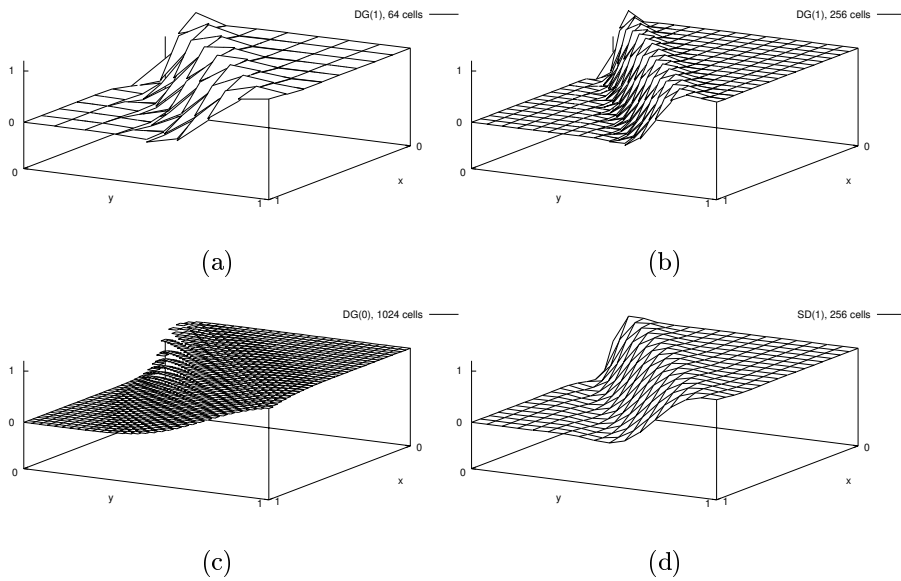 DG(1), 64 cells
1
0
0
y
1
1
x
0
(a)
DG(1), 256 cells
1
0
0
y
1
1
x
0
(b)
DG(0), 1024 cells
1
0
0
y
1
1
x
0
(c)
SD(1), 256 cells
1
0
0
y
1
1
x
0
(d)